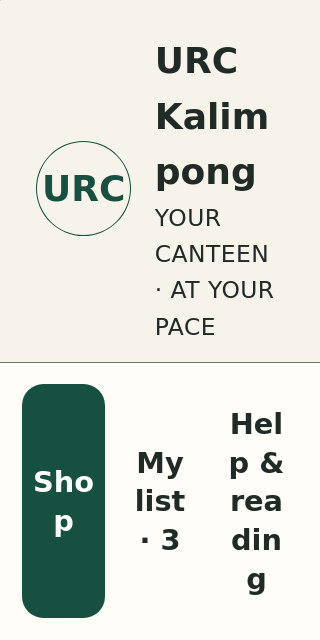 URC
URC
Kalim
pong
YOUR
CANTEEN
· AT YOUR
PACE
Sho
p
My
list
· 3
Hel
p &
rea
din
g